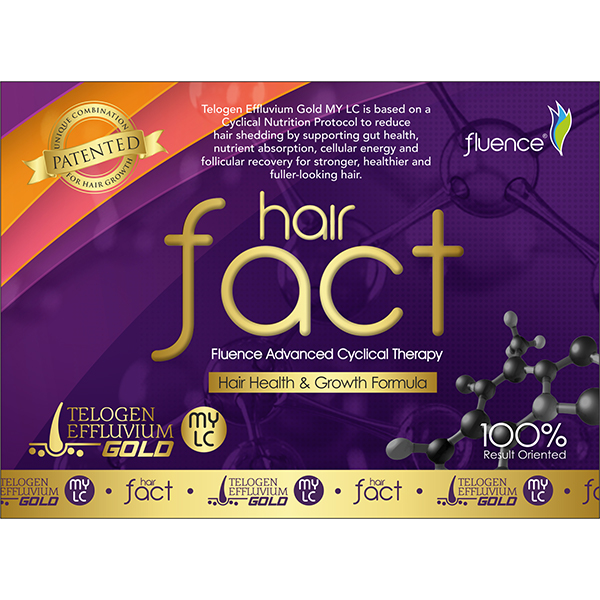 UNIQUE COMBINATION
PATENTED
FOR HAIR GROWTH
Telogen Effluvium Gold MY LC is based on a
Cyclical Nutrition Protocol to reduce
hair shedding by supporting gut health,
nutrient absorption, cellular energy and
follicular recovery for stronger, healthier and
fuller-looking hair.
fluence®
hair
fact
Fluence Advanced Cyclical Therapy
Hair Health & Growth Formula
TELOGEN
EFFLUVIUM
GOLD
MY
LC
100%
Result Oriented
TELOGEN EFFLUVIUM GOLD MY LC • hair fact • TELOGEN EFFLUVIUM GOLD MY LC • hair fact • TELOGEN EFFLUVIUM GOLD MY LC • fa